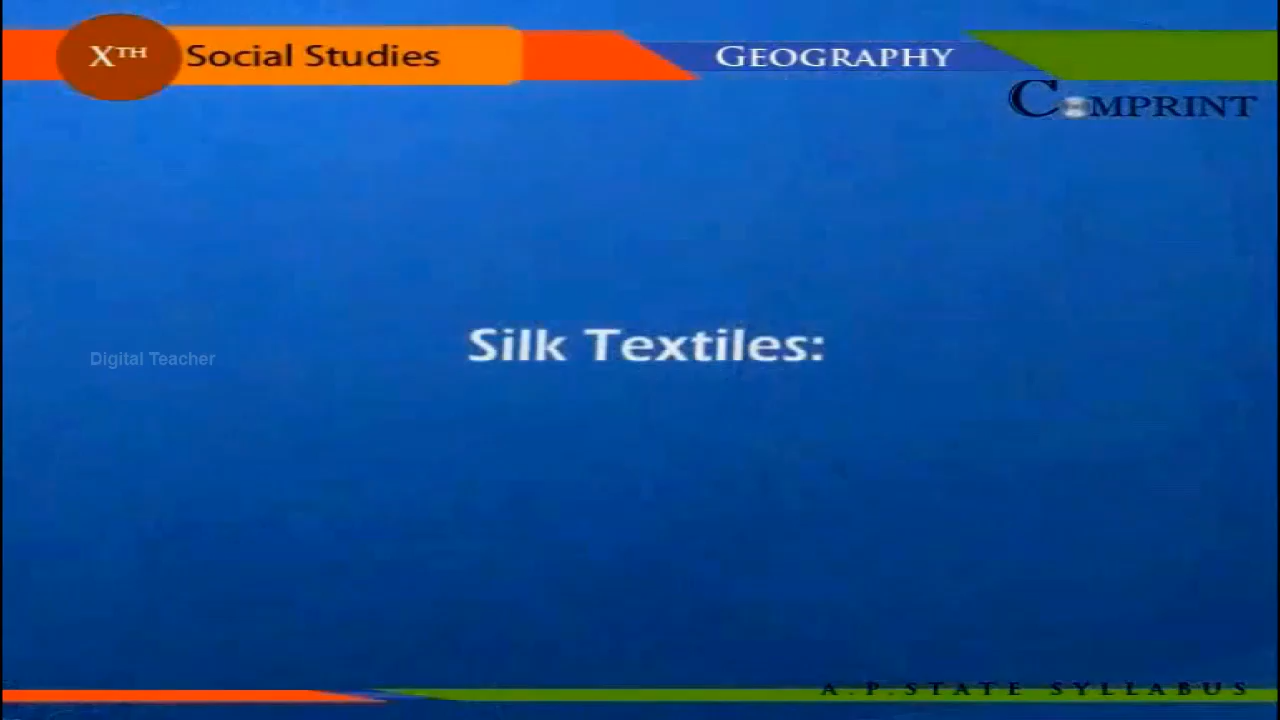 XTH Social Studies
GEOGRAPHY
COMPRINT
Silk Textiles:
Digital Teacher
A.P.STATE SYLLABUS